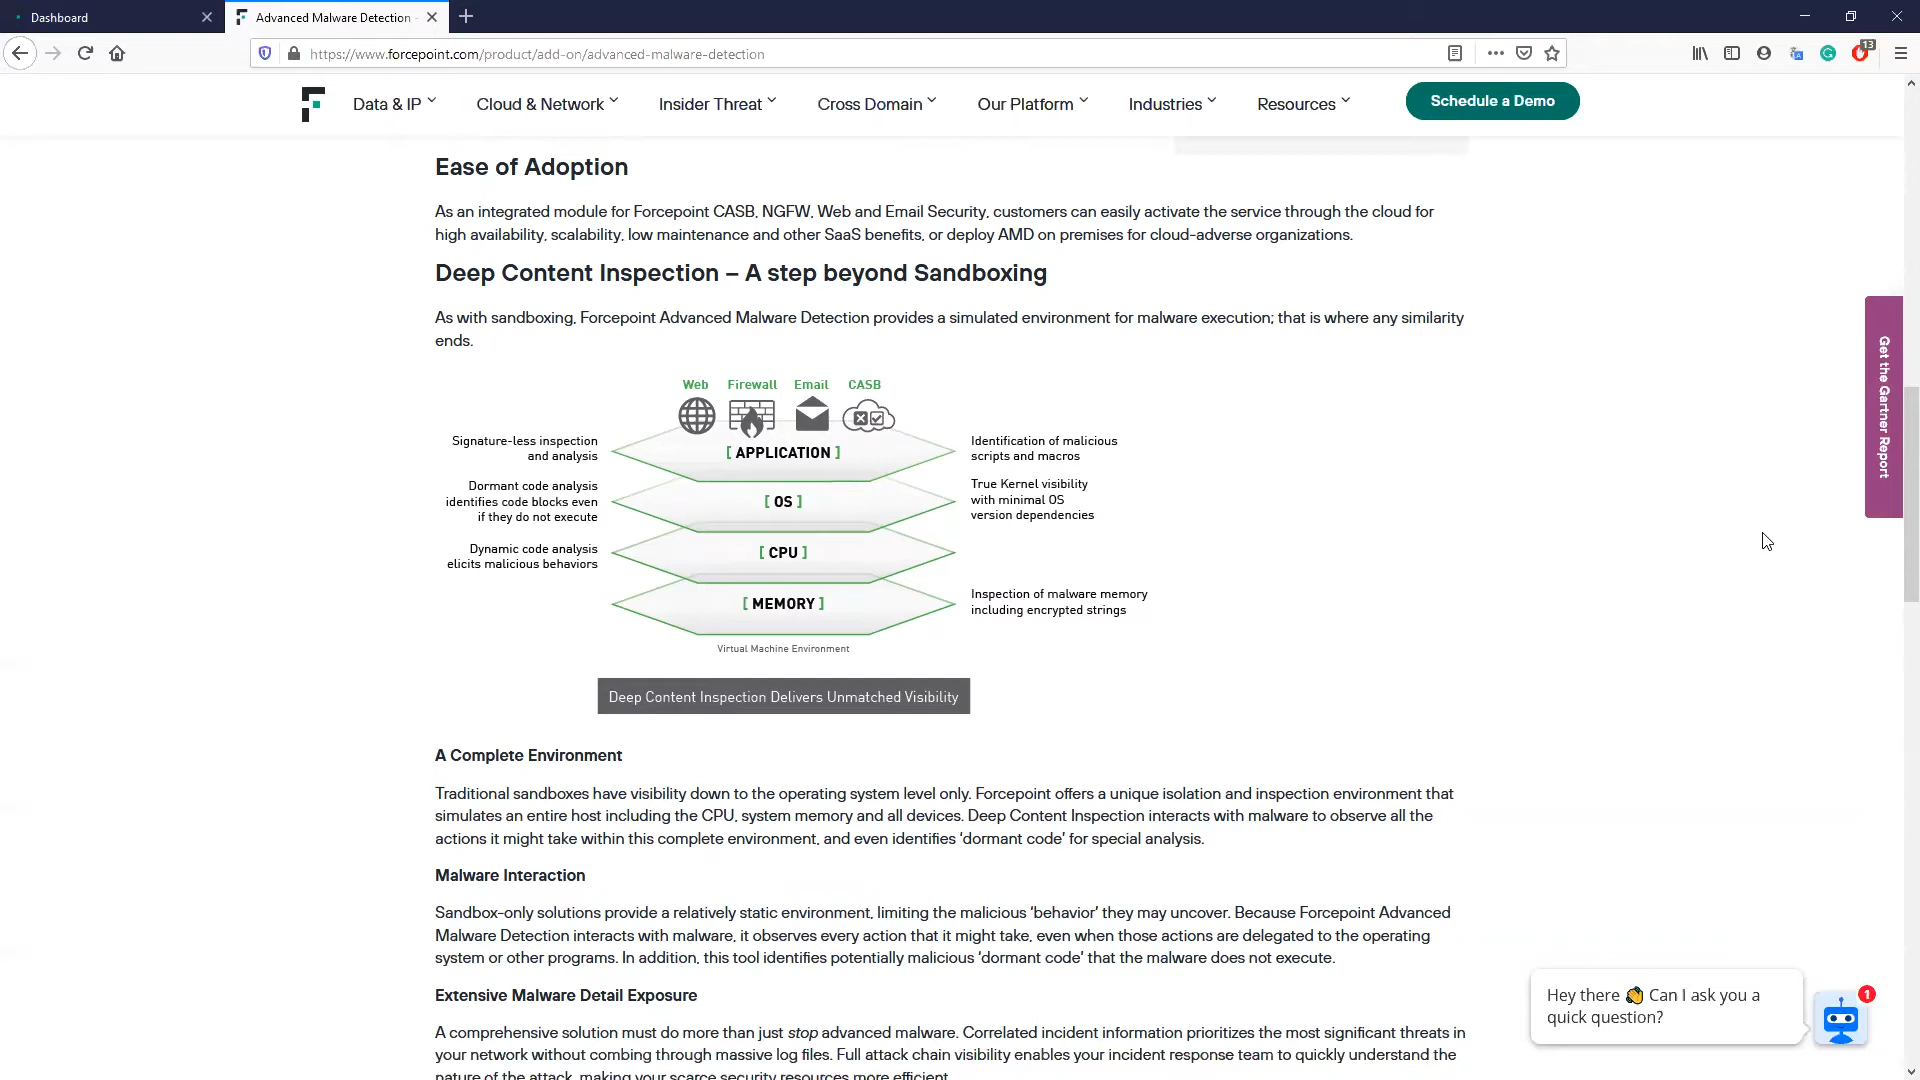 Dashboard
Advanced Malware Detection -
https://www.forcepoint.com/product/add-on/advanced-malware-detection
13
Data & IP
Cloud & Network
Insider Threat
Cross Domain
Our Platform
Industries
Resources
Schedule a Demo
Ease of Adoption
As an integrated module for Forcepoint CASB, NGFW, Web and Email Security, customers can easily activate the service through the cloud for
high availability, scalability, low maintenance and other SaaS benefits, or deploy AMD on premises for cloud-adverse organizations.
Deep Content Inspection – A step beyond Sandboxing
As with sandboxing, Forcepoint Advanced Malware Detection provides a simulated environment for malware execution; that is where any similarity
ends.
Web Firewall Email CASB
Signature-less inspection
and analysis
[ APPLICATION ]
Identification of malicious
scripts and macros
Dormant code analysis
identifies code blocks even
if they do not execute
[ OS ]
True Kernel visibility
with minimal OS
version dependencies
Dynamic code analysis
elicits malicious behaviors
[ CPU ]
[ MEMORY ]
Inspection of malware memory
including encrypted strings
Virtual Machine Environment
Deep Content Inspection Delivers Unmatched Visibility
Get the Gartner Report
A Complete Environment
Traditional sandboxes have visibility down to the operating system level only. Forcepoint offers a unique isolation and inspection environment that
simulates an entire host including the CPU, system memory and all devices. Deep Content Inspection interacts with malware to observe all the
actions it might take within this complete environment, and even identifies ‘dormant code’ for special analysis.
Malware Interaction
Sandbox-only solutions provide a relatively static environment, limiting the malicious ‘behavior’ they may uncover. Because Forcepoint Advanced
Malware Detection interacts with malware, it observes every action that it might take, even when those actions are delegated to the operating
system or other programs. In addition, this tool identifies potentially malicious ‘dormant code’ that the malware does not execute.
Extensive Malware Detail Exposure
A comprehensive solution must do more than just stop advanced malware. Correlated incident information prioritizes the most significant threats in
your network without combing through massive log files. Full attack chain visibility enables your incident response team to quickly understand the
nature of the attack, making your scarce security resources more efficient.
Hey there 👋 Can I ask you a
quick question?
1